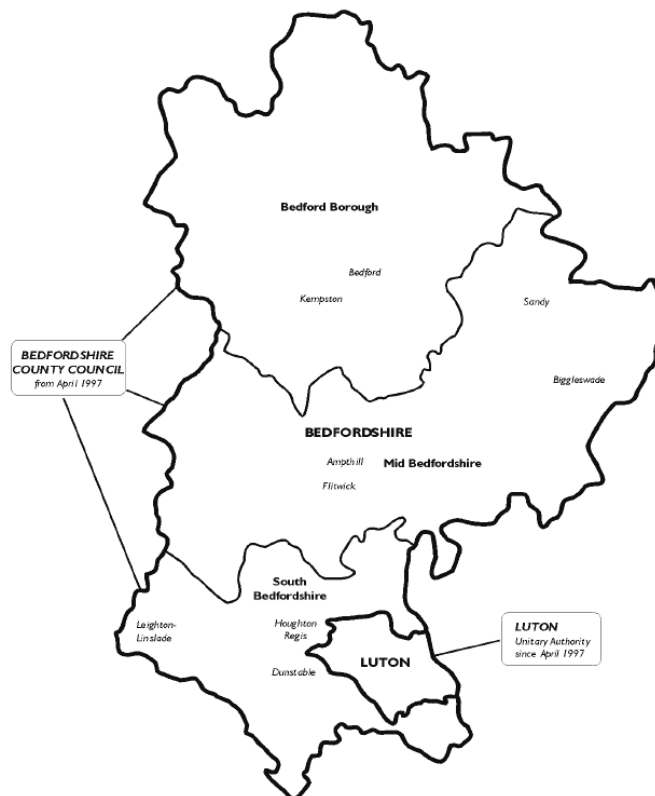 Bedford Borough
Bedford
Kempston
Sandy
BEDFORDSHIRE
COUNTY COUNCIL
from April 1997
Biggleswade
BEDFORDSHIRE
Ampthill
Mid Bedfordshire
Flitwick
South
Bedfordshire
Leighton-
Linslade
Houghton
Regis
LUTON
Unitary Authority
since April 1997
LUTON
Dunstable